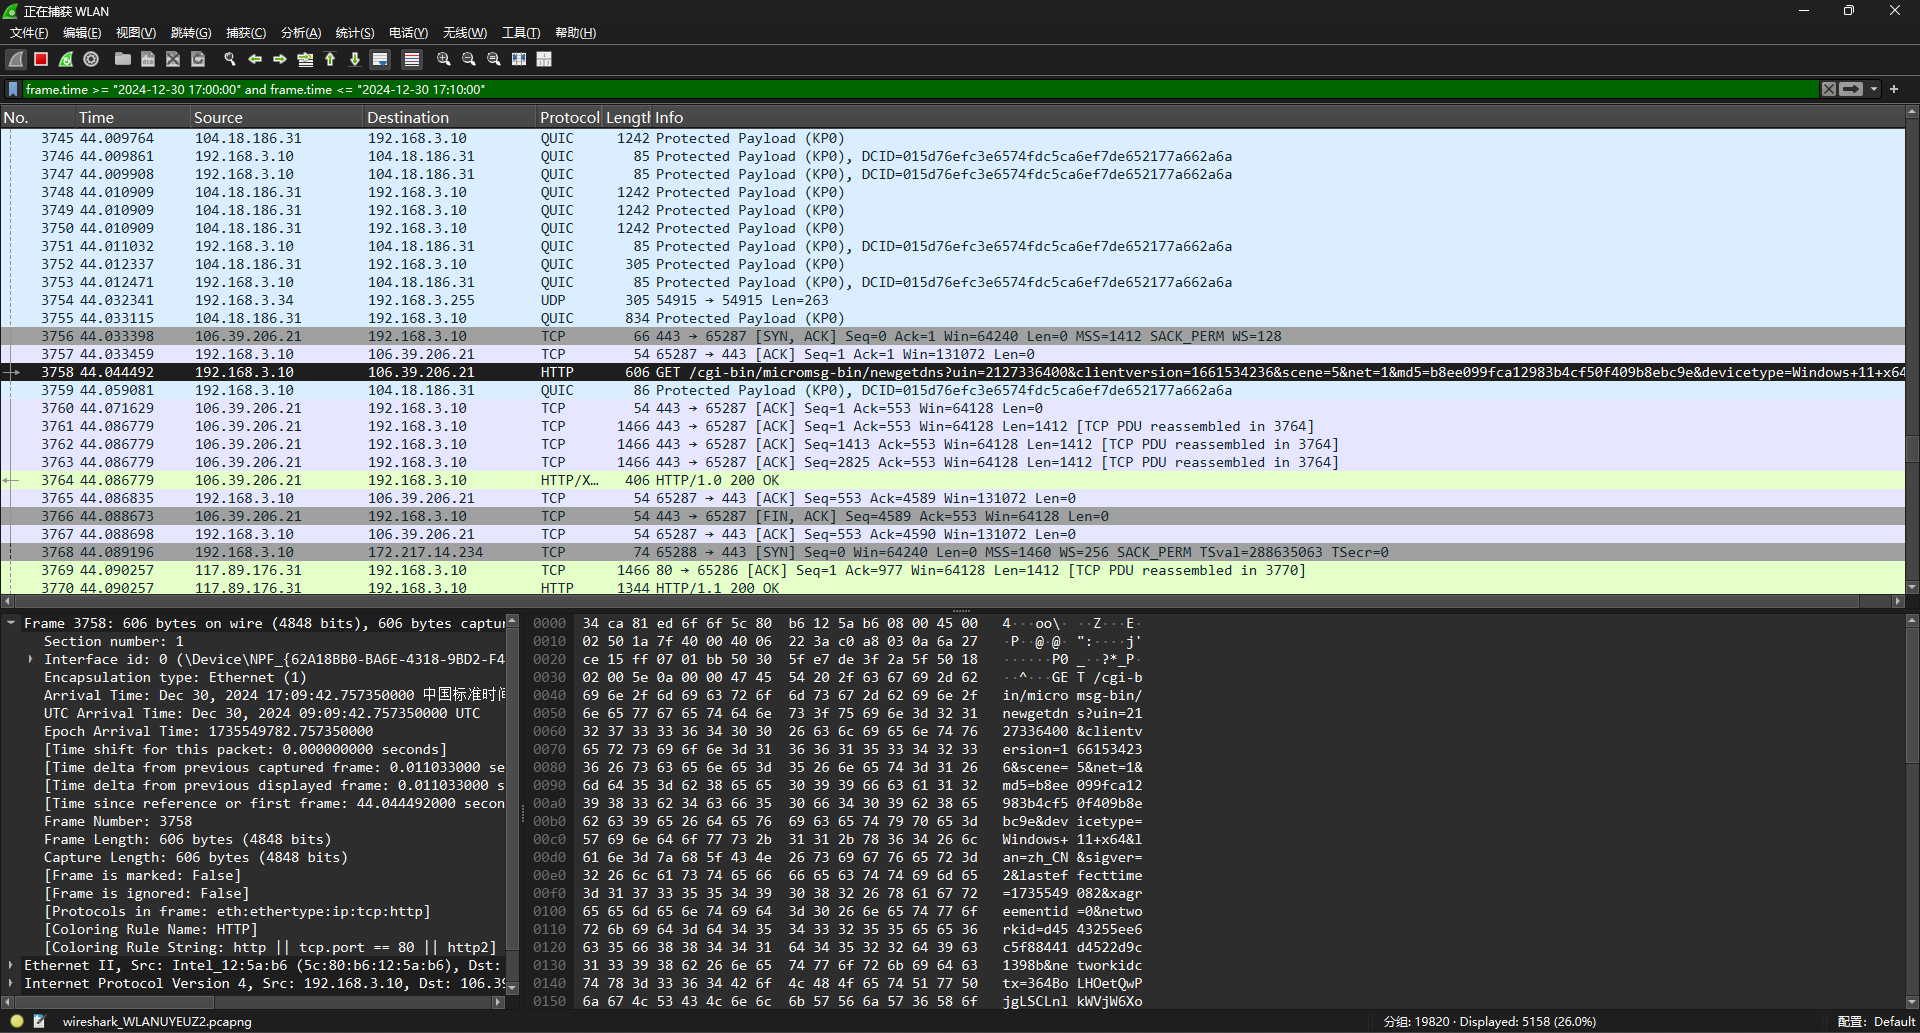 正在捕获 WLAN
文件(F) 编辑(E) 视图(V) 跳转(G) 捕获(C) 分析(A) 统计(S) 电话(Y) 无线(W) 工具(T) 帮助(H)
frame.time >= "2024-12-30 17:00:00" and frame.time <= "2024-12-30 17:10:00"
No. Time Source Destination Protocol Length Info
3745 44.009764 104.18.186.31 192.168.3.10 QUIC 1242 Protected Payload (KP0)
3746 44.009861 192.168.3.10 104.18.186.31 QUIC 85 Protected Payload (KP0), DCID=015d76efc3e6574fdc5ca6ef7de652177a662a6a
3747 44.009908 192.168.3.10 104.18.186.31 QUIC 85 Protected Payload (KP0), DCID=015d76efc3e6574fdc5ca6ef7de652177a662a6a
3748 44.010909 104.18.186.31 192.168.3.10 QUIC 1242 Protected Payload (KP0)
3749 44.010909 104.18.186.31 192.168.3.10 QUIC 1242 Protected Payload (KP0)
3750 44.010909 104.18.186.31 192.168.3.10 QUIC 1242 Protected Payload (KP0)
3751 44.011032 192.168.3.10 104.18.186.31 QUIC 85 Protected Payload (KP0), DCID=015d76efc3e6574fdc5ca6ef7de652177a662a6a
3752 44.012337 104.18.186.31 192.168.3.10 QUIC 305 Protected Payload (KP0)
3753 44.012471 192.168.3.10 104.18.186.31 QUIC 85 Protected Payload (KP0), DCID=015d76efc3e6574fdc5ca6ef7de652177a662a6a
3754 44.032341 192.168.3.34 192.168.3.255 UDP 305 54915 → 54915 Len=263
3755 44.033115 104.18.186.31 192.168.3.10 QUIC 834 Protected Payload (KP0)
3756 44.033398 106.39.206.21 192.168.3.10 TCP 66 443 → 65287 [SYN, ACK] Seq=0 Ack=1 Win=64240 Len=0 MSS=1412 SACK_PERM WS=128
3757 44.033459 192.168.3.10 106.39.206.21 TCP 54 65287 → 443 [ACK] Seq=1 Ack=1 Win=131072 Len=0
3758 44.044492 192.168.3.10 106.39.206.21 HTTP 606 GET /cgi-bin/micromsg-bin/newgetdns?uin=2127336400&clientversion=1661534236&scene=5&net=1&md5=b8ee099fca12983b4cf50f409b8ebc9e&devicetype=Windows+11+x64
3759 44.059081 192.168.3.10 104.18.186.31 QUIC 86 Protected Payload (KP0), DCID=015d76efc3e6574fdc5ca6ef7de652177a662a6a
3760 44.071629 106.39.206.21 192.168.3.10 TCP 54 443 → 65287 [ACK] Seq=1 Ack=553 Win=64128 Len=0
3761 44.086779 106.39.206.21 192.168.3.10 TCP 1466 443 → 65287 [ACK] Seq=1 Ack=553 Win=64128 Len=1412 [TCP PDU reassembled in 3764]
3762 44.086779 106.39.206.21 192.168.3.10 TCP 1466 443 → 65287 [ACK] Seq=1413 Ack=553 Win=64128 Len=1412 [TCP PDU reassembled in 3764]
3763 44.086779 106.39.206.21 192.168.3.10 TCP 1466 443 → 65287 [ACK] Seq=2825 Ack=553 Win=64128 Len=1412 [TCP PDU reassembled in 3764]
3764 44.086779 106.39.206.21 192.168.3.10 HTTP/X… 406 HTTP/1.0 200 OK
3765 44.086835 192.168.3.10 106.39.206.21 TCP 54 65287 → 443 [ACK] Seq=553 Ack=4589 Win=131072 Len=0
3766 44.088673 106.39.206.21 192.168.3.10 TCP 54 443 → 65287 [FIN, ACK] Seq=4589 Ack=553 Win=64128 Len=0
3767 44.088698 192.168.3.10 106.39.206.21 TCP 54 65287 → 443 [ACK] Seq=553 Ack=4590 Win=131072 Len=0
3768 44.089196 192.168.3.10 172.217.14.234 TCP 74 65288 → 443 [SYN] Seq=0 Win=64240 Len=0 MSS=1460 WS=256 SACK_PERM TSval=288635063 TSecr=0
3769 44.090257 117.89.176.31 192.168.3.10 TCP 1466 80 → 65286 [ACK] Seq=1 Ack=977 Win=64128 Len=1412 [TCP PDU reassembled in 3770]
3770 44.090257 117.89.176.31 192.168.3.10 HTTP 1344 HTTP/1.1 200 OK
Frame 3758: 606 bytes on wire (4848 bits), 606 bytes captur
Section number: 1
Interface id: 0 (\Device\NPF_{62A18BB0-BA6E-4318-9BD2-F4
Encapsulation type: Ethernet (1)
Arrival Time: Dec 30, 2024 17:09:42.757350000 中国标准时间
UTC Arrival Time: Dec 30, 2024 09:09:42.757350000 UTC
Epoch Arrival Time: 1735549782.757350000
[Time shift for this packet: 0.000000000 seconds]
[Time delta from previous captured frame: 0.011033000 se
[Time delta from previous displayed frame: 0.011033000 s
[Time since reference or first frame: 44.044492000 secon
Frame Number: 3758
Frame Length: 606 bytes (4848 bits)
Capture Length: 606 bytes (4848 bits)
[Frame is marked: False]
[Frame is ignored: False]
[Protocols in frame: eth:ethertype:ip:tcp:http]
[Coloring Rule Name: HTTP]
[Coloring Rule String: http || tcp.port == 80 || http2]
Ethernet II, Src: Intel_12:5a:b6 (5c:80:b6:12:5a:b6), Dst:
Internet Protocol Version 4, Src: 192.168.3.10, Dst: 106.39
0000 34 ca 81 ed 6f 6f 5c 80 b6 12 5a b6 08 00 45 00 4···oo\· ··Z···E·
0010 02 50 1a 7f 40 00 40 06 22 3a c0 a8 03 0a 6a 27 ·P··@·@· ":····j'
0020 ce 15 ff 07 01 bb 50 30 5f e7 de 3f 2a 5f 50 18 ······P0 _··?*_P·
0030 02 00 5e 0a 00 00 47 45 54 20 2f 63 67 69 2d 62 ··^···GE T /cgi-b
0040 69 6e 2f 6d 69 63 72 6f 6d 73 67 2d 62 69 6e 2f in/micro msg-bin/
0050 6e 65 77 67 65 74 64 6e 73 3f 75 69 6e 3d 32 31 newgetdn s?uin=21
0060 32 37 33 33 36 34 30 30 26 63 6c 69 65 6e 74 76 27336400 &clientv
0070 65 72 73 69 6f 6e 3d 31 36 36 31 35 33 34 32 33 ersion=1 66153423
0080 36 26 73 63 65 6e 65 3d 35 26 6e 65 74 3d 31 26 6&scene= 5&net=1&
0090 6d 64 35 3d 62 38 65 65 30 39 39 66 63 61 31 32 md5=b8ee 099fca12
00a0 39 38 33 62 34 63 66 35 30 66 34 30 39 62 38 65 983b4cf5 0f409b8e
00b0 62 63 39 65 26 64 65 76 69 63 65 74 79 70 65 3d bc9e&dev icetype=
00c0 57 69 6e 64 6f 77 73 2b 31 31 2b 78 36 34 26 6c Windows+ 11+x64&l
00d0 61 6e 3d 7a 68 5f 43 4e 26 73 69 67 76 65 72 3d an=zh_CN &sigver=
00e0 32 26 6c 61 73 74 65 66 66 65 63 74 74 69 6d 65 2&lastef fecttime
00f0 3d 31 37 33 35 35 34 39 30 38 32 26 78 61 67 72 =1735549 082&xagr
0100 65 65 6d 65 6e 74 69 64 3d 30 26 6e 65 74 77 6f eementid =0&netwo
0110 72 6b 69 64 3d 64 34 35 34 33 32 35 35 65 65 36 rkid=d45 43255ee6
0120 63 35 66 38 38 34 34 31 64 34 35 32 32 64 39 63 c5f88441 d4522d9c
0130 31 33 39 38 62 26 6e 65 74 77 6f 72 6b 69 64 63 1398b&ne tworkidc
0140 74 78 3d 33 36 34 42 6f 4c 48 4f 65 74 51 77 50 tx=364Bo LHOetQwP
0150 6a 67 4c 53 43 4c 6e 6c 6b 57 56 6a 57 36 58 6f jgLSCLnl kWVjW6Xo
wireshark_WLANUYEUZ2.pcapng 分组: 19820 · Displayed: 5158 (26.0%) 配置: Default